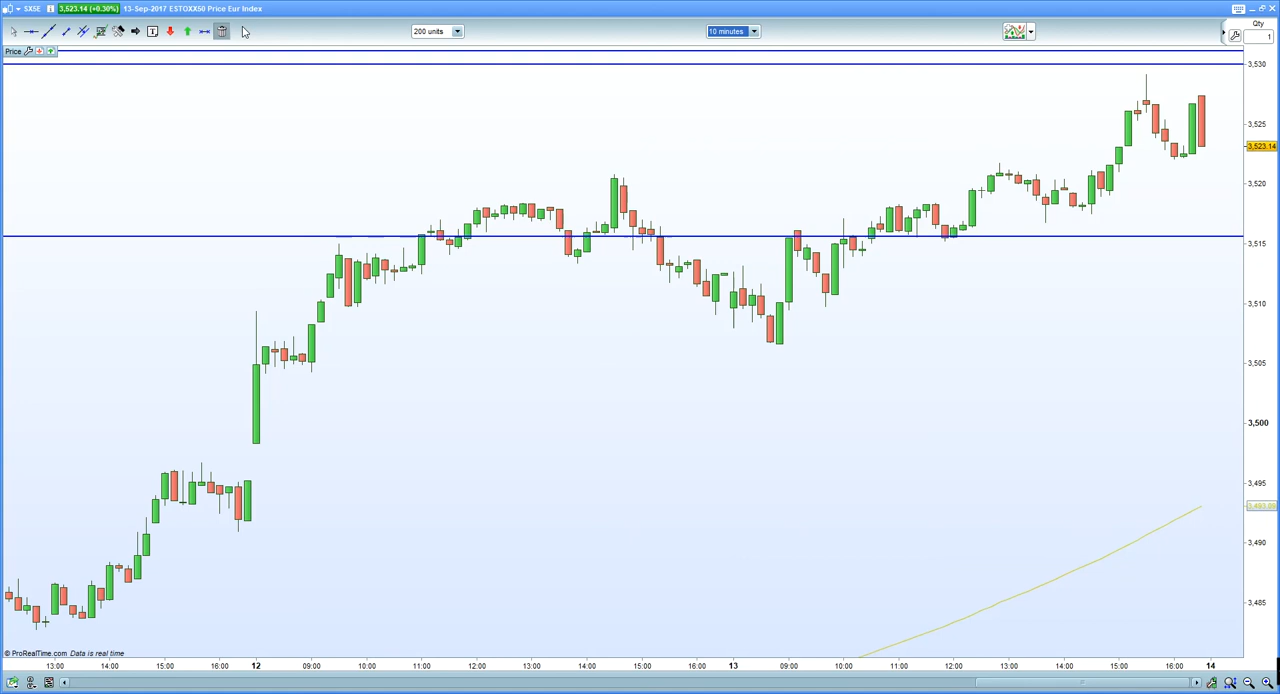 SX5E 3,523.14 (+0.30%) 13-Sep-2017 ESTOXX50 Price Eur Index
200 units 10 minutes Qty
1
Price
3,530
3,525
3,523.14
3,520
3,515
3,510
3,505
3,500
3,495
3,493.09
3,490
3,485
© ProRealTime.com Data is real time
13:00 14:00 15:00 16:00 12 09:00 10:00 11:00 12:00 13:00 14:00 15:00 13 09:00 10:00 11:00 12:00 13:00 14:00 15:00 16:00 14